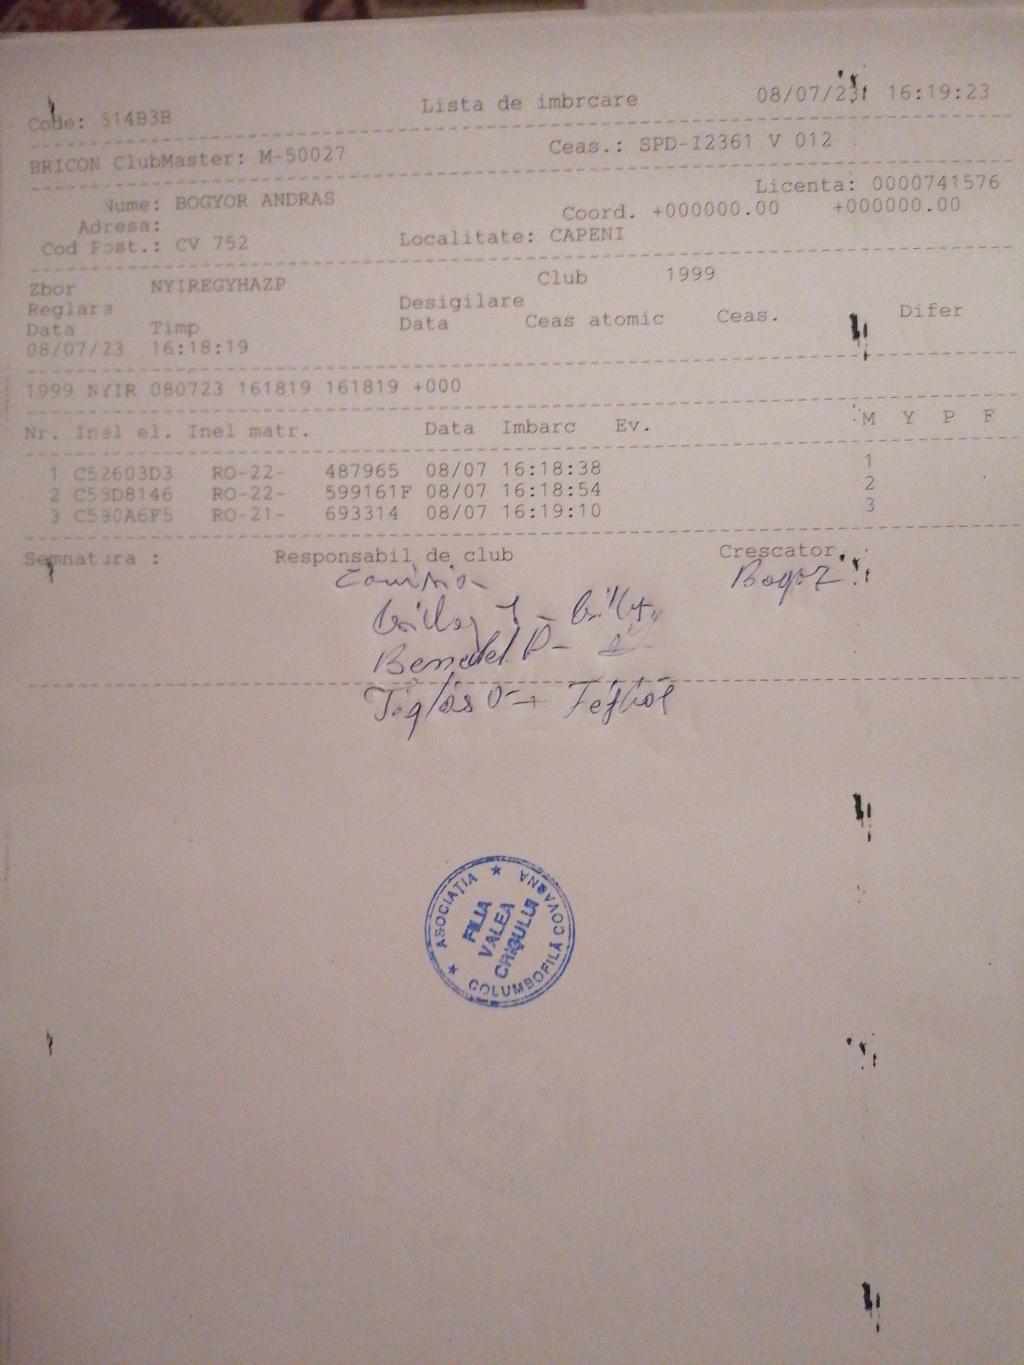 Lista de imbrcare 08/07/23 16:19:23
Code: 514B3B
BRICON ClubMaster: M-50027 Ceas.: SPD-I2361 V 012
Licenta: 0000741576
Nume: BOGYOR ANDRAS Coord. +000000.00 +000000.00
Adresa:
Cod Post.: CV 752 Localitate: CAPENI
Zbor NYIREGYHAZP Club 1999
Reglare Desigilare
Data Timp Data Ceas atomic Ceas. Difer
08/07/23 16:18:19
1999 NYIR 080723 161819 161819 +000
Nr. Inel el. Inel matr. Data Imbarc Ev. M Y P F
1 C52603D3 RO-22- 487965 08/07 16:18:38 1
2 C55D8146 RO-22- 599161F 08/07 16:18:54 2
3 C530A6F5 RO-21- 693314 08/07 16:19:10 3
Semnatura : Responsabil de club Crescator
ASOCIAȚIA COLUMBOFILĂ COVASNA
FILIA
VALEA
CRIȘULUI